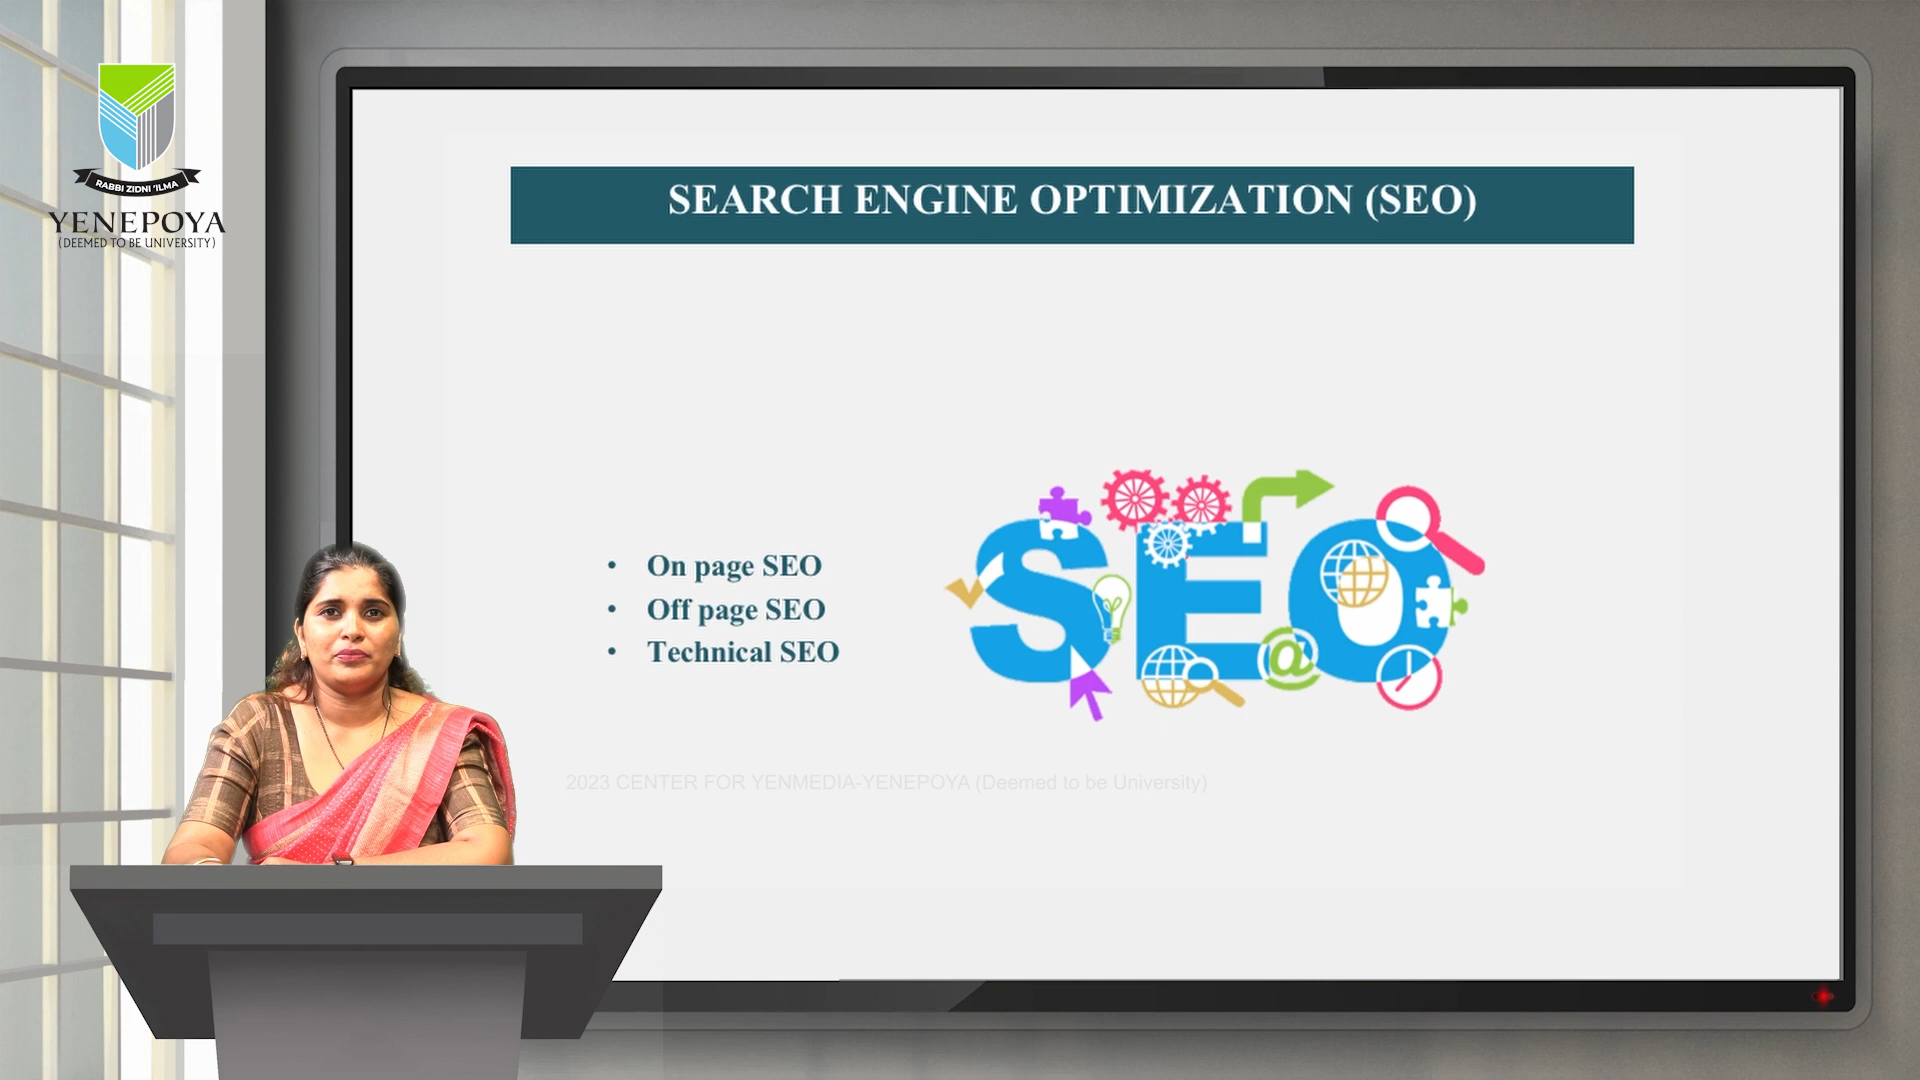 RABBI ZIDNI 'ILMA
YENEPOYA
(DEEMED TO BE UNIVERSITY)
SEARCH ENGINE OPTIMIZATION (SEO)
• On page SEO
• Off page SEO
• Technical SEO
SEO
@
2023 CENTER FOR YENMEDIA-YENEPOYA (Deemed to be University)